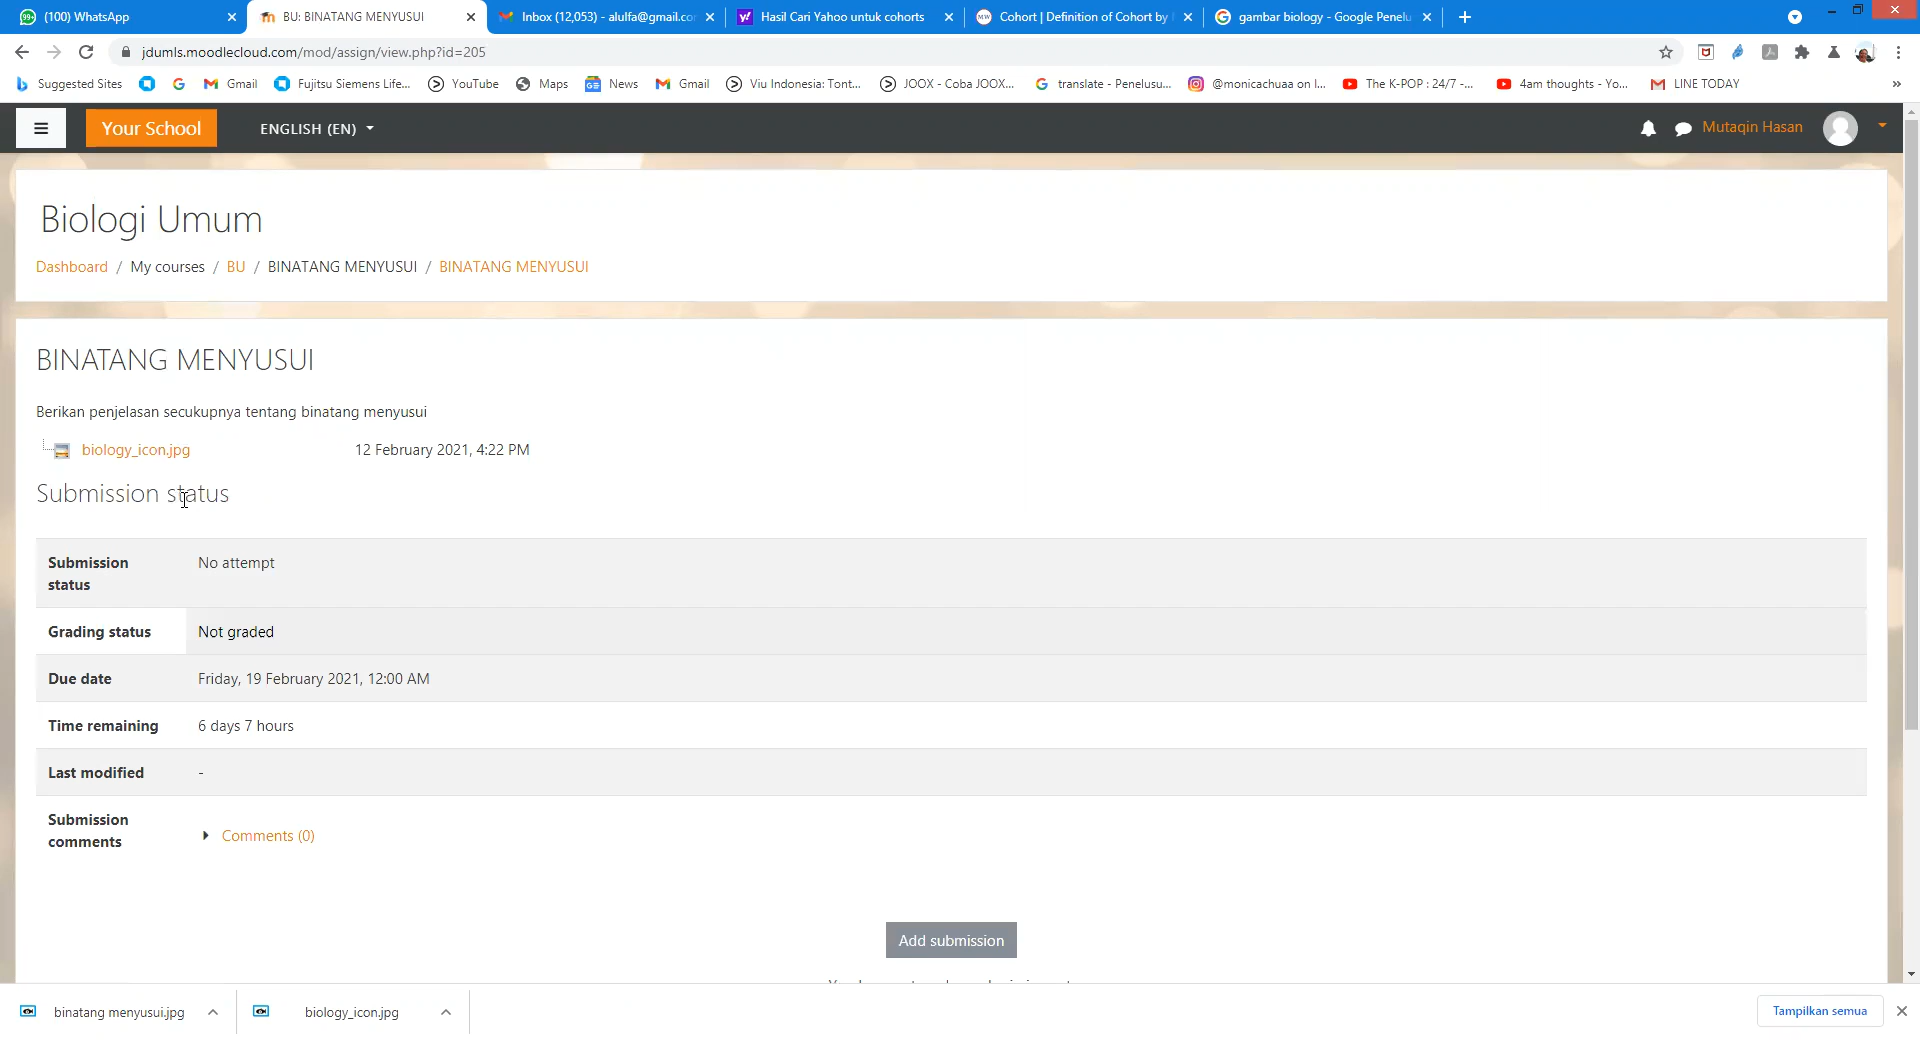 (100) WhatsApp
BU: BINATANG MENYUSUI
Inbox (12,053) - alulfa@gmail.co
Hasil Cari Yahoo untuk cohorts
Cohort | Definition of Cohort by
gambar biology - Google Penelu
jdumls.moodlecloud.com/mod/assign/view.php?id=205
Suggested Sites
Gmail
Fujitsu Siemens Life...
YouTube
Maps
News
Gmail
Viu Indonesia: Tont...
JOOX - Coba JOOX...
translate - Penelusu...
@monicachuaa on I...
The K-POP : 24/7 -...
4am thoughts - Yo...
LINE TODAY
Your School
ENGLISH (EN)
Mutaqin Hasan
Biologi Umum
Dashboard / My courses / BU / BINATANG MENYUSUI / BINATANG MENYUSUI
BINATANG MENYUSUI
Berikan penjelasan secukupnya tentang binatang menyusui
biology_icon.jpg 12 February 2021, 4:22 PM
Submission status
Submission status No attempt
Grading status Not graded
Due date Friday, 19 February 2021, 12:00 AM
Time remaining 6 days 7 hours
Last modified -
Submission comments Comments (0)
Add submission
binatang menyusui.jpg
biology_icon.jpg
Tampilkan semua